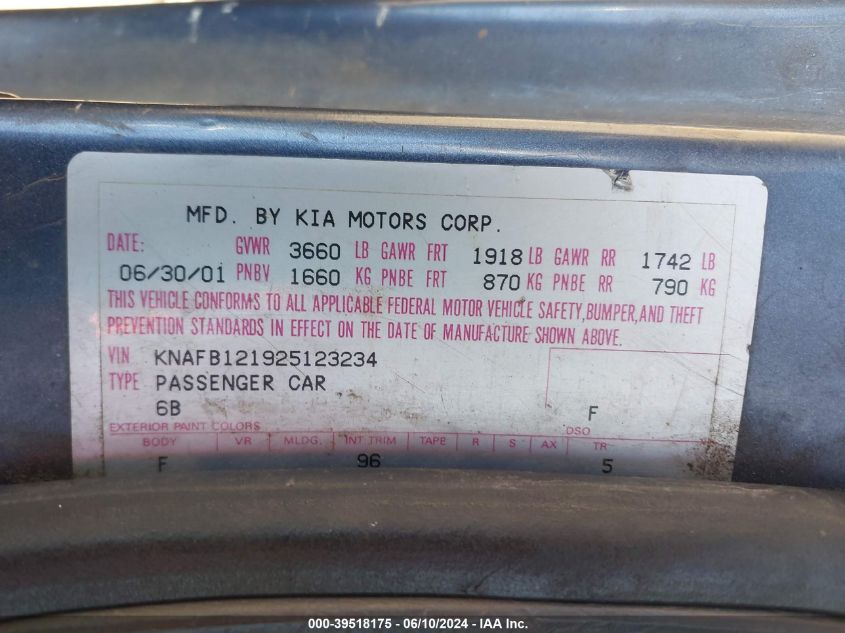 MFD. BY KIA MOTORS CORP.
DATE: GVWR 3660 LB GAWR FRT 1918 LB GAWR RR 1742 LB
06/30/01 PNBV 1660 KG PNBE FRT 870 KG PNBE RR 790 KG
THIS VEHICLE CONFORMS TO ALL APPLICABLE FEDERAL MOTOR VEHICLE SAFETY,BUMPER,AND THEFT
PREVENTION STANDARDS IN EFFECT ON THE DATE OF MANUFACTURE SHOWN ABOVE.
VIN KNAFB121925123234
TYPE PASSENGER CAR
6B F
EXTERIOR PAINT COLORS DSO
BODY VR MLDG. INT TRIM TAPE R S AX TR
F 96 5
000-39518175 - 06/10/2024 - IAA Inc.